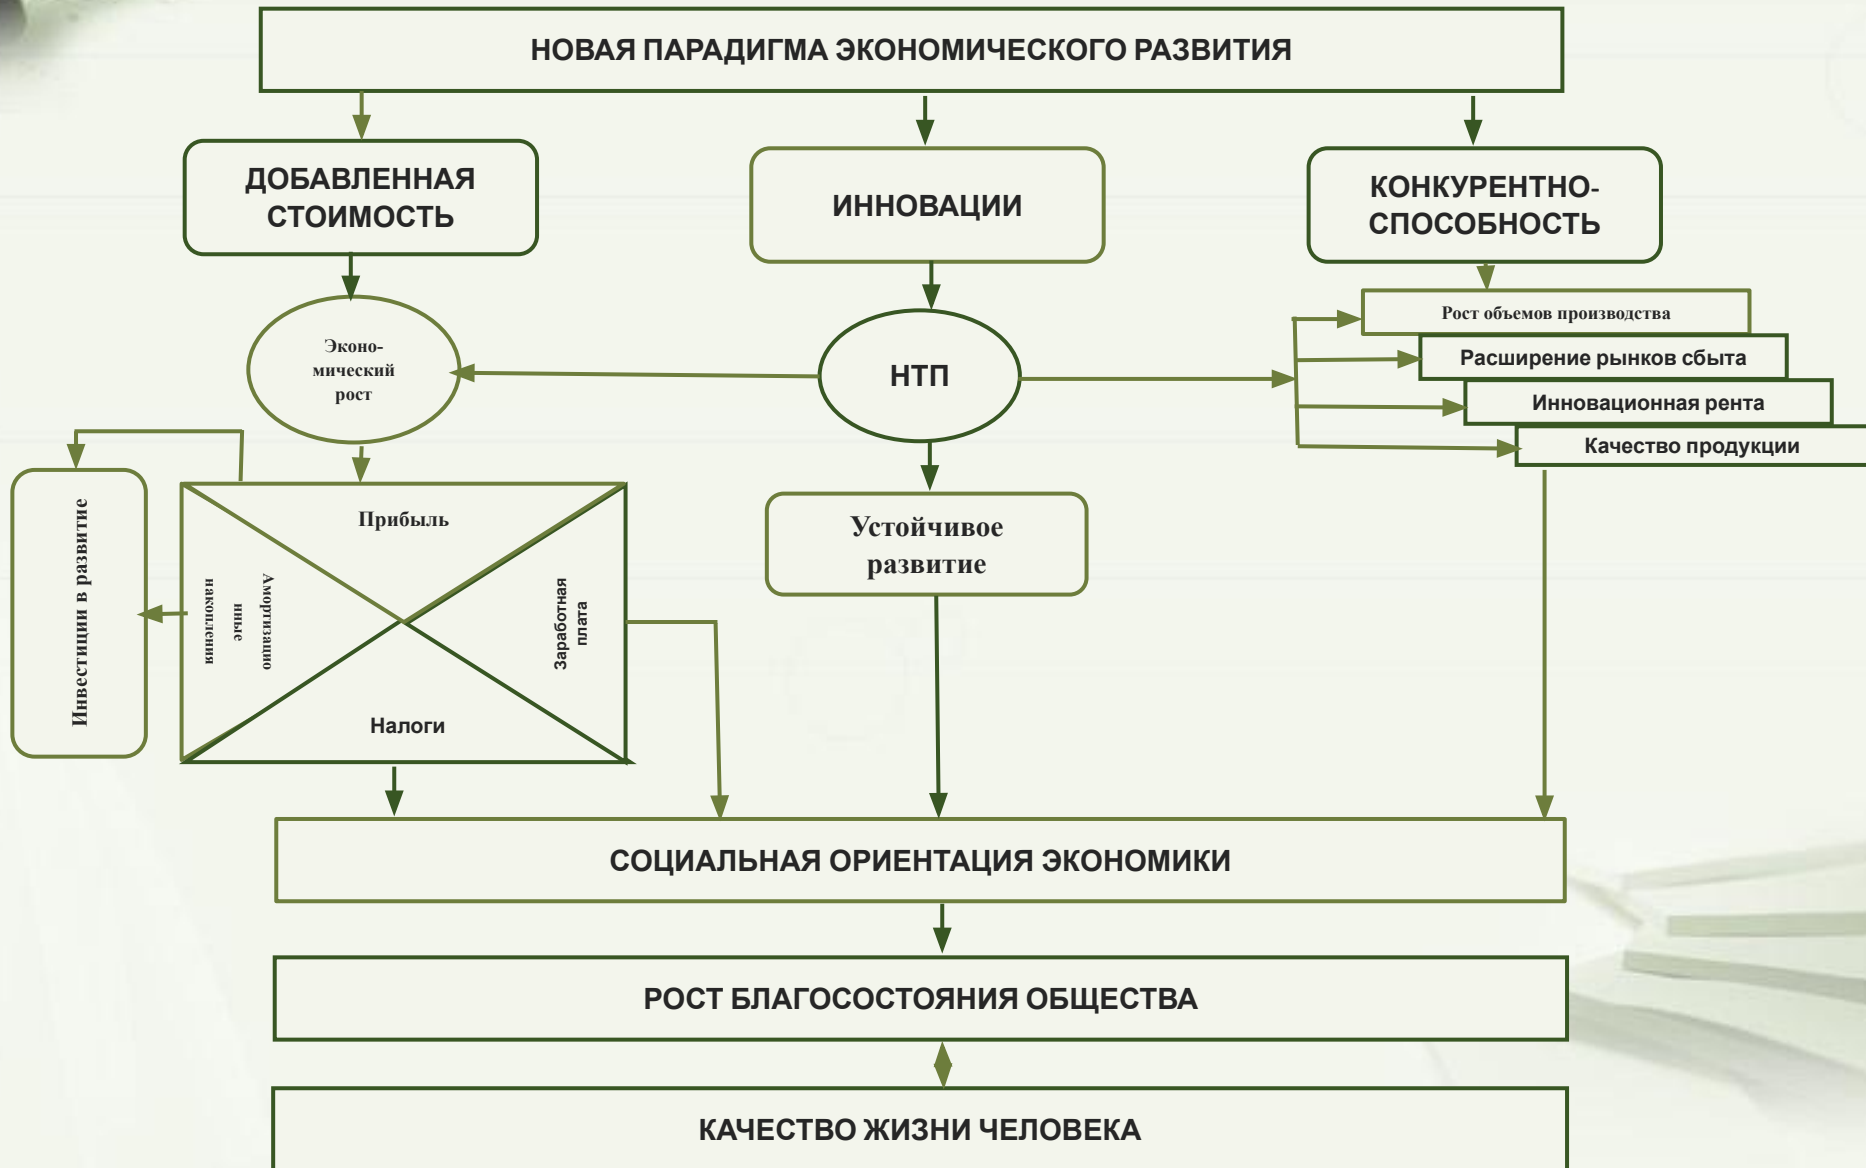 НОВАЯ ПАРАДИГМА ЭКОНОМИЧЕСКОГО РАЗВИТИЯ
ДОБАВЛЕННАЯ
СТОИМОСТЬ
ИННОВАЦИИ
КОНКУРЕНТНО-
СПОСОБНОСТЬ
Эконо-
мический
рост
НТП
Рост объемов производства
Расширение рынков сбыта
Инновационная рента
Качество продукции
Инвестиции в развитие
Прибыль
Амортизацио
нные
накопления
Заработная
плата
Налоги
Устойчивое
развитие
СОЦИАЛЬНАЯ ОРИЕНТАЦИЯ ЭКОНОМИКИ
РОСТ БЛАГОСОСТОЯНИЯ ОБЩЕСТВА
КАЧЕСТВО ЖИЗНИ ЧЕЛОВЕКА